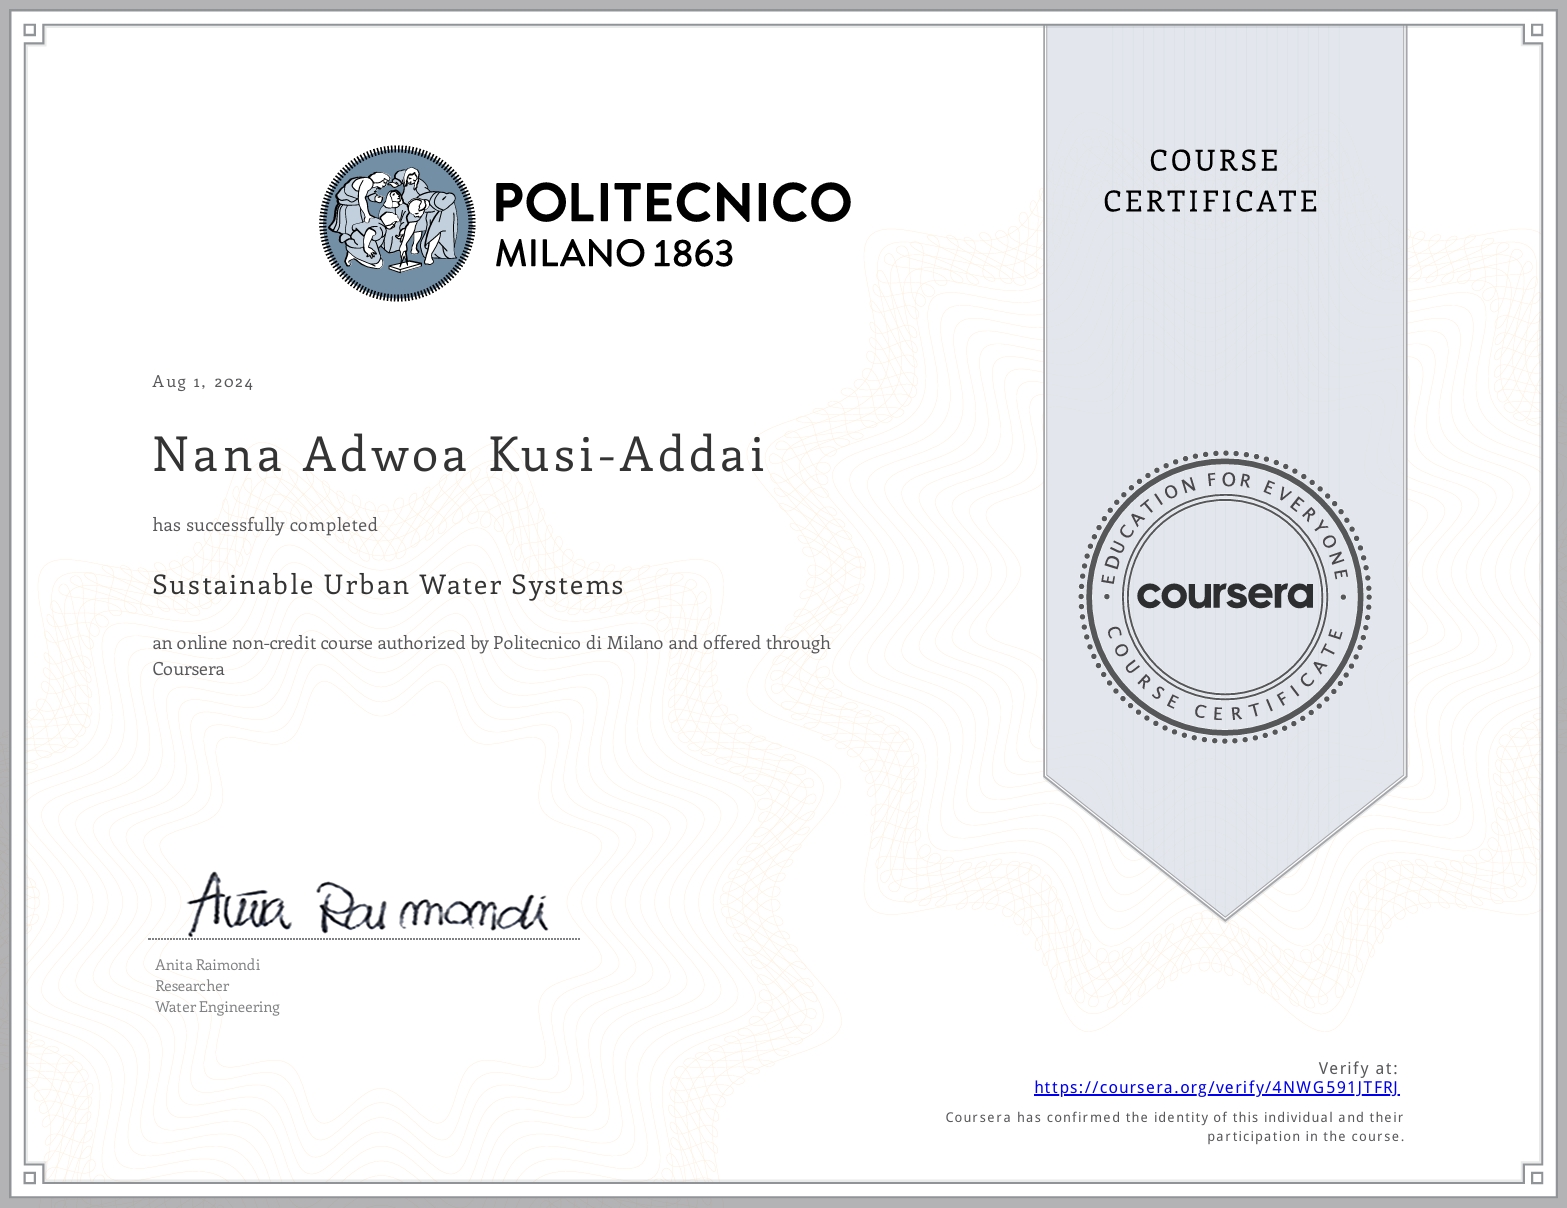 POLITECNICO
MILANO 1863
COURSE
CERTIFICATE
Aug 1, 2024
Nana Adwoa Kusi-Addai
has successfully completed
Sustainable Urban Water Systems
an online non-credit course authorized by Politecnico di Milano and offered through
Coursera
EDUCATION FOR EVERYONE
coursera
COURSE CERTIFICATE
Anita Raimondi
Anita Raimondi
Researcher
Water Engineering
Verify at:
https://coursera.org/verify/4NWG591JTFRJ
Coursera has confirmed the identity of this individual and their
participation in the course.